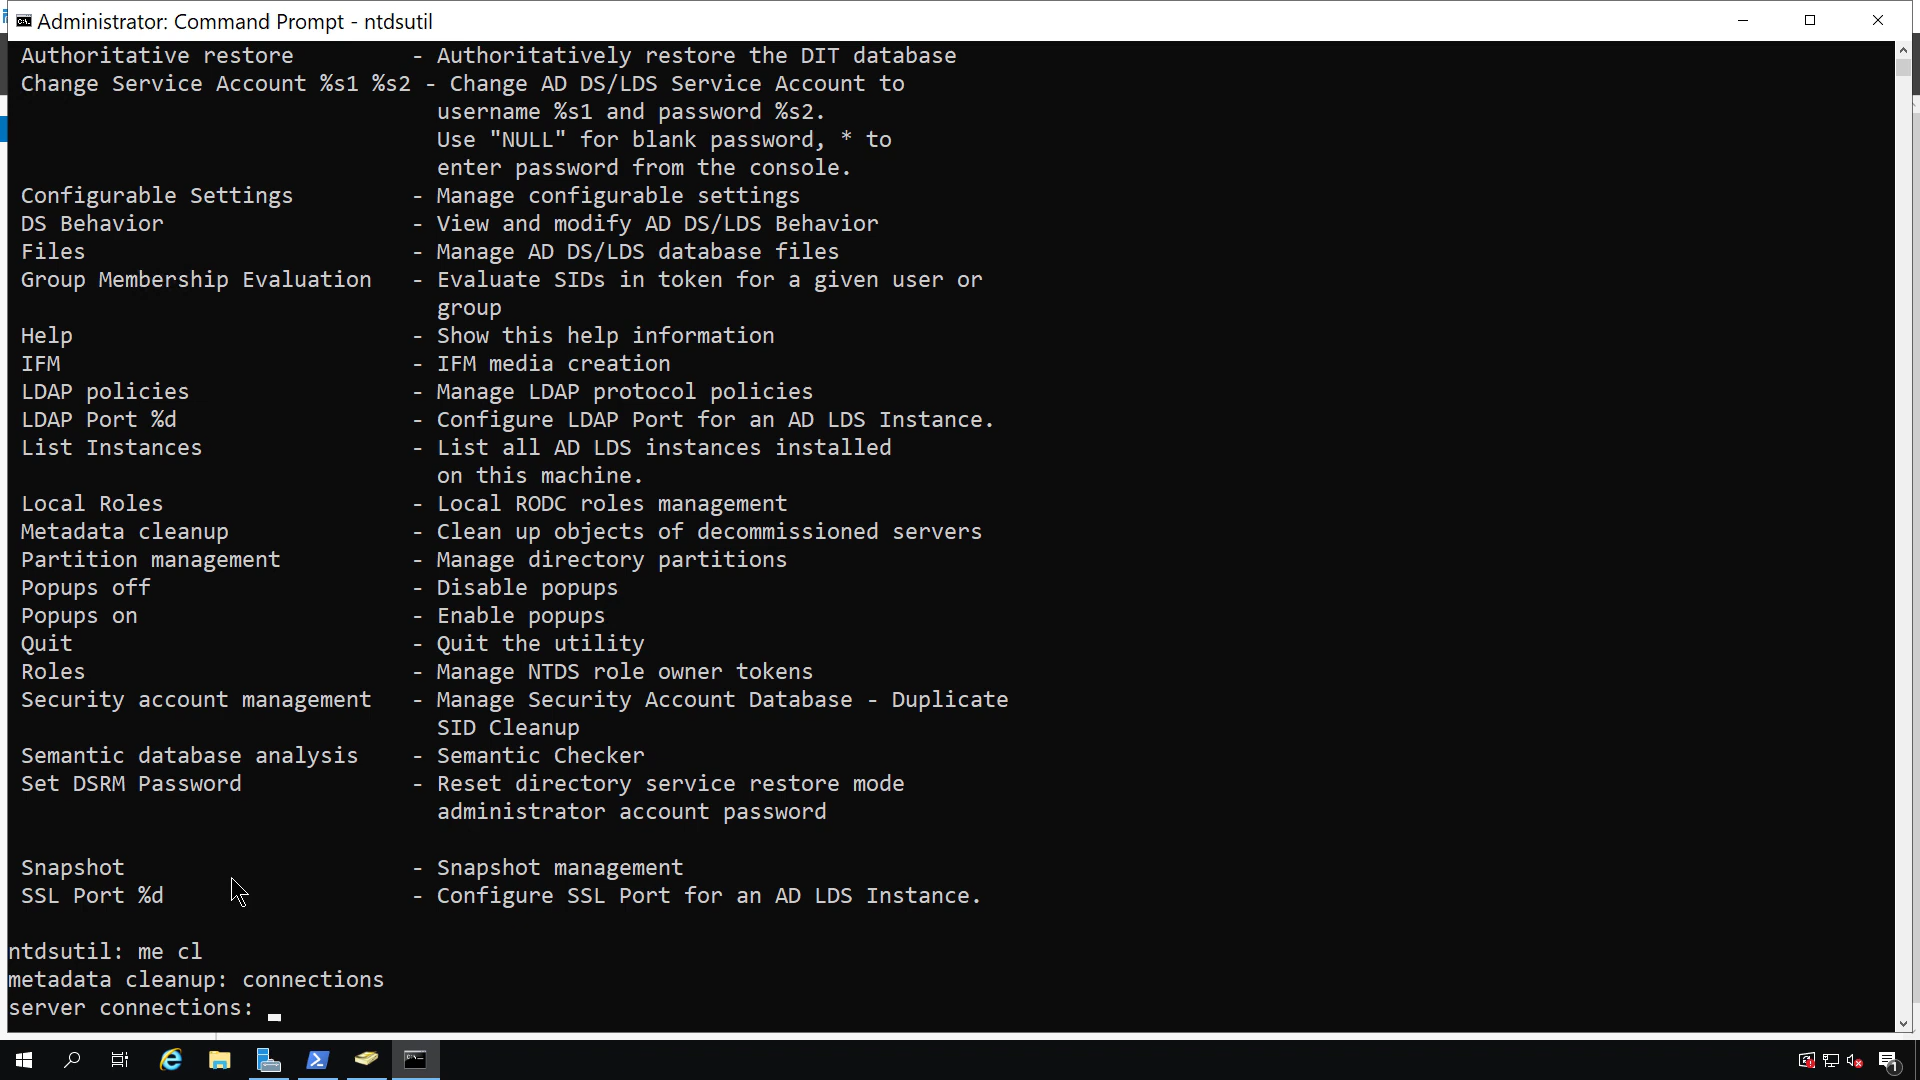 Administrator: Command Prompt - ntdsutil
Authoritative restore - Authoritatively restore the DIT database
Change Service Account %s1 %s2 - Change AD DS/LDS Service Account to
username %s1 and password %s2.
Use "NULL" for blank password, * to
enter password from the console.
Configurable Settings - Manage configurable settings
DS Behavior - View and modify AD DS/LDS Behavior
Files - Manage AD DS/LDS database files
Group Membership Evaluation - Evaluate SIDs in token for a given user or
group
Help - Show this help information
IFM - IFM media creation
LDAP policies - Manage LDAP protocol policies
LDAP Port %d - Configure LDAP Port for an AD LDS Instance.
List Instances - List all AD LDS instances installed
on this machine.
Local Roles - Local RODC roles management
Metadata cleanup - Clean up objects of decommissioned servers
Partition management - Manage directory partitions
Popups off - Disable popups
Popups on - Enable popups
Quit - Quit the utility
Roles - Manage NTDS role owner tokens
Security account management - Manage Security Account Database - Duplicate
SID Cleanup
Semantic database analysis - Semantic Checker
Set DSRM Password - Reset directory service restore mode
administrator account password
Snapshot - Snapshot management
SSL Port %d - Configure SSL Port for an AD LDS Instance.
ntdsutil: me cl
metadata cleanup: connections
server connections:
1